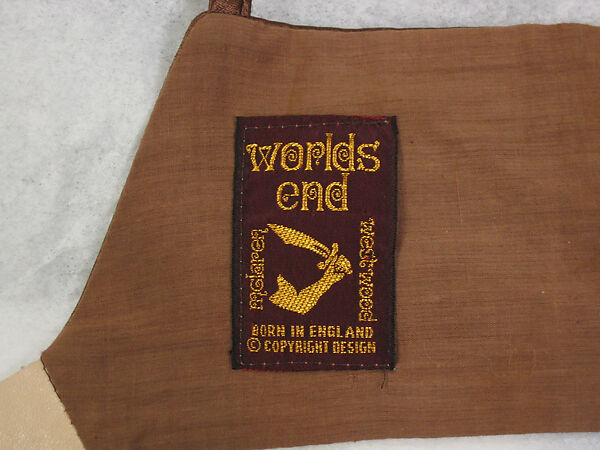 worlds
end
mclaren
westwood
BORN IN ENGLAND
© COPYRIGHT DESIGN